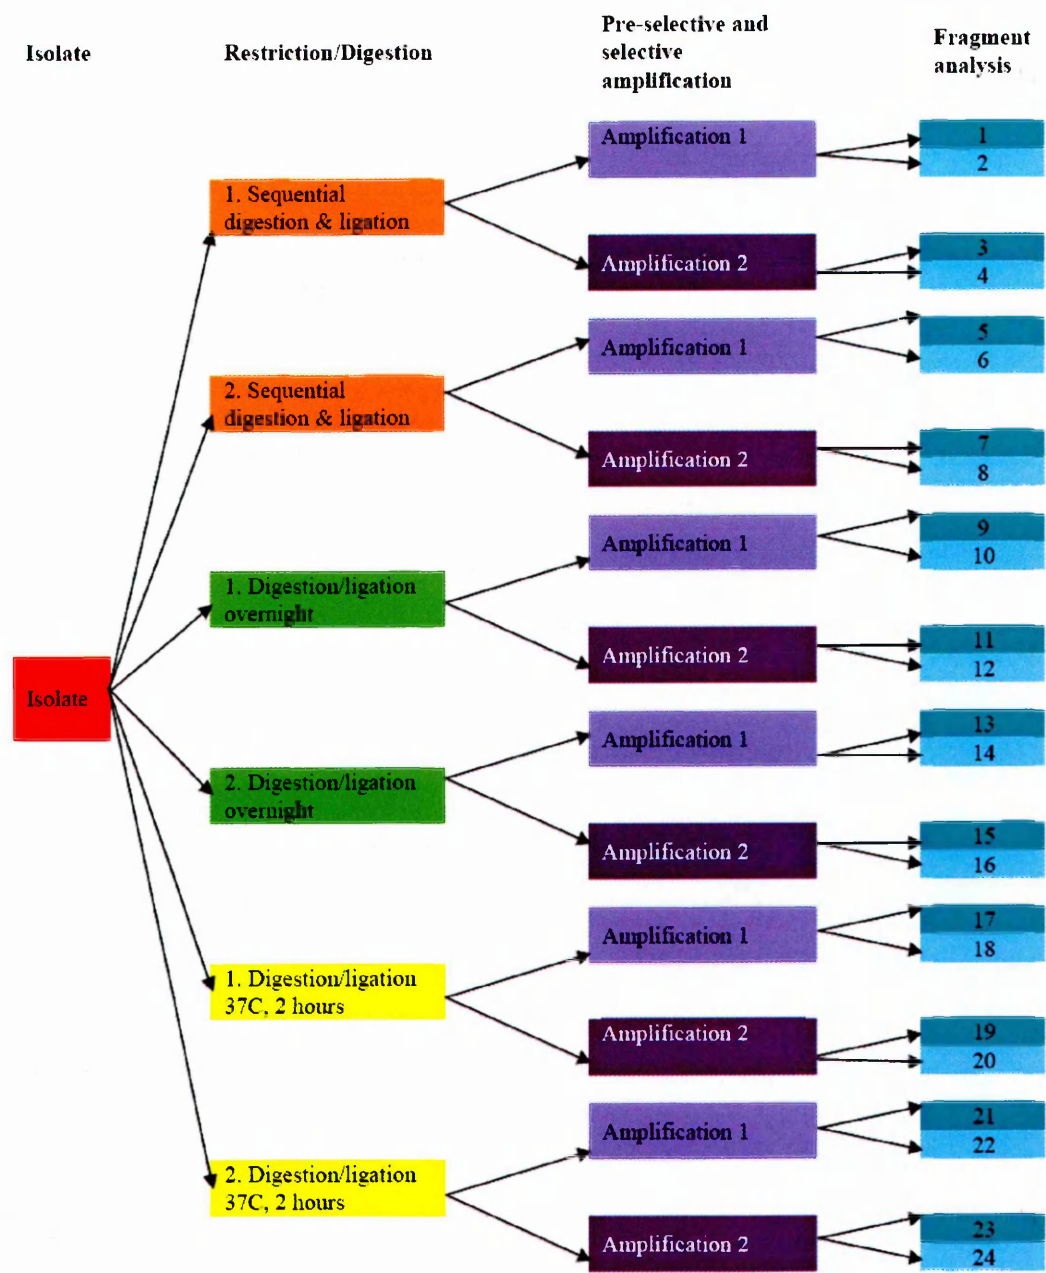 Isolate
Restriction/Digestion
Pre-selective and
selective
amplification
Fragment
analysis
Amplification 1
1
2
1. Sequential
digestion & ligation
Amplification 2
3
4
Amplification 1
5
6
2. Sequential
digestion & ligation
Amplification 2
7
8
Amplification 1
9
10
1. Digestion/ligation
overnight
Amplification 2
11
12
Isolate
Amplification 1
13
14
2. Digestion/ligation
overnight
Amplification 2
15
16
Amplification 1
17
18
1. Digestion/ligation
37C, 2 hours
Amplification 2
19
20
Amplification 1
21
22
2. Digestion/ligation
37C, 2 hours
Amplification 2
23
24